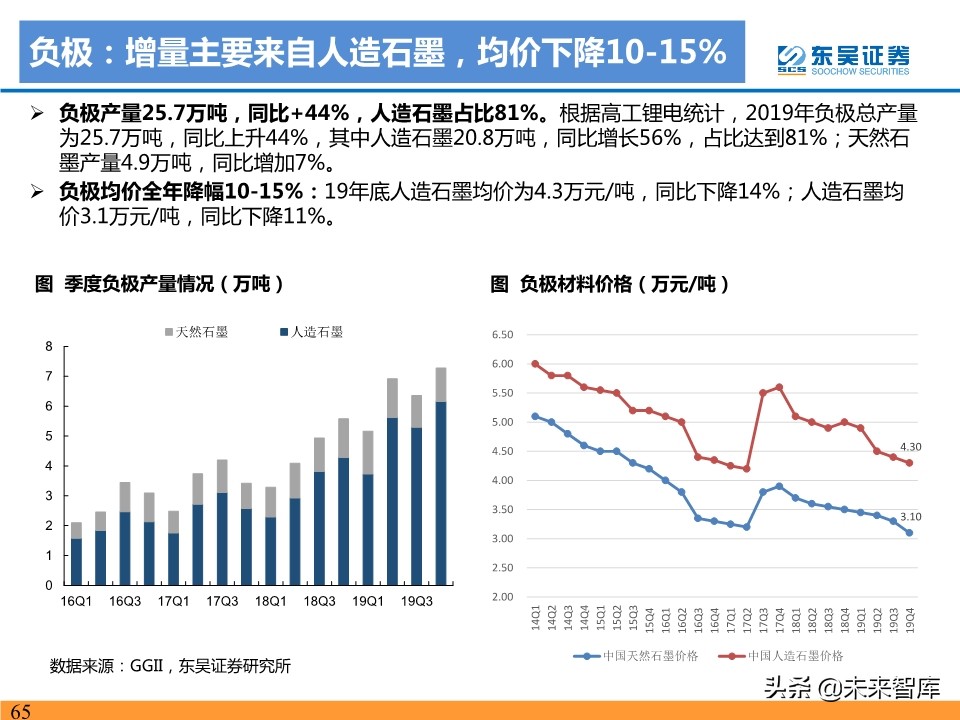 负极：增量主要来自人造石墨，均价下降10-15%
SCS
东吴证券
SOOCHOW SECURITIES
➢ 负极产量25.7万吨，同比+44%，人造石墨占比81%。根据高工锂电统计，2019年负极总产量
为25.7万吨，同比上升44%，其中人造石墨20.8万吨，同比增长56%，占比达到81%；天然石
墨产量4.9万吨，同比增加7%。
➢ 负极均价全年降幅10-15%：19年底人造石墨均价为4.3万元/吨，同比下降14%；人造石墨均
价3.1万元/吨，同比下降11%。
图 季度负极产量情况（万吨）
天然石墨 人造石墨
8
7
6
5
4
3
2
1
0
16Q1 16Q3 17Q1 17Q3 18Q1 18Q3 19Q1 19Q3
图 负极材料价格（万元/吨）
6.50
6.00
5.50
5.00
4.50
4.00
3.50
3.00
2.50
2.00
4.30
3.10
14Q1 14Q2 14Q3 14Q4 15Q1 15Q2 15Q3 15Q4 16Q1 16Q2 16Q3 16Q4 17Q1 17Q2 17Q3 17Q4 18Q1 18Q2 18Q3 18Q4 19Q1 19Q2 19Q3 19Q4
中国天然石墨价格 中国人造石墨价格
数据来源：GGII，东吴证券研究所
头条 @未来智库
65